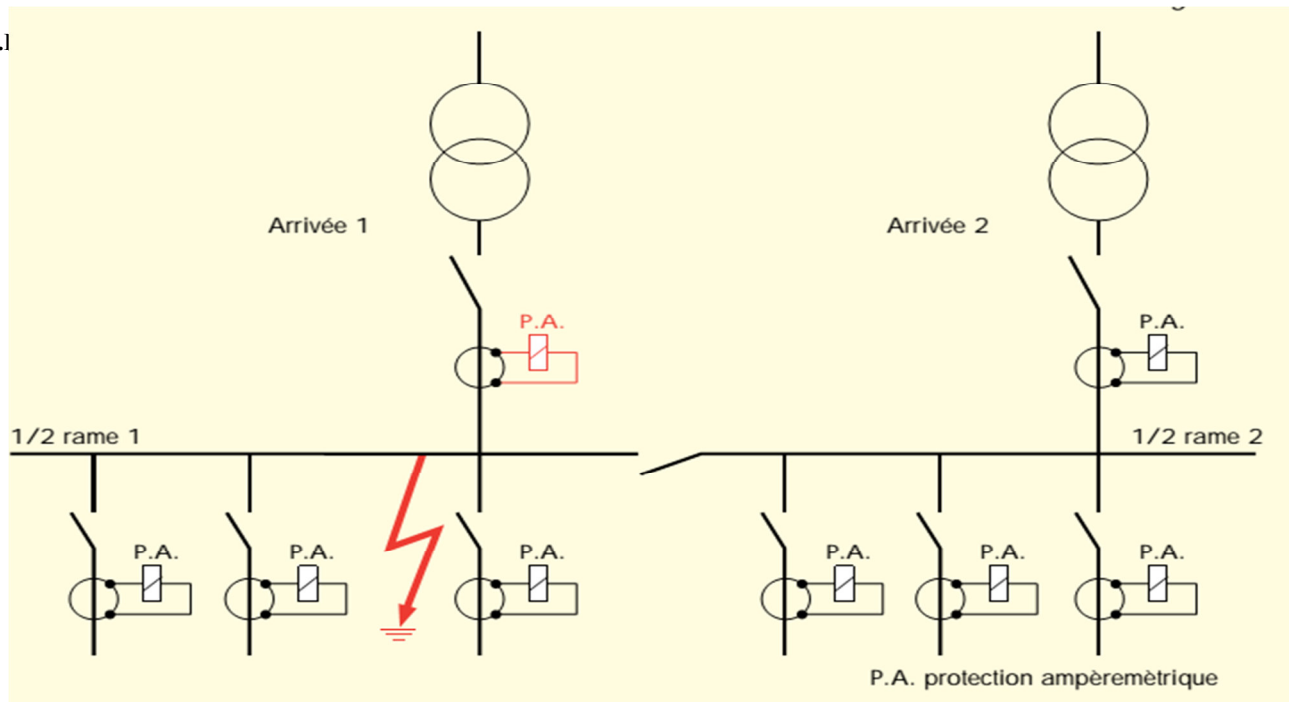 Arrivée 1
Arrivée 2
P.A.
P.A.
1/2 rame 1
1/2 rame 2
P.A.
P.A.
P.A.
P.A.
P.A.
P.A.
P.A. protection ampèremètrique